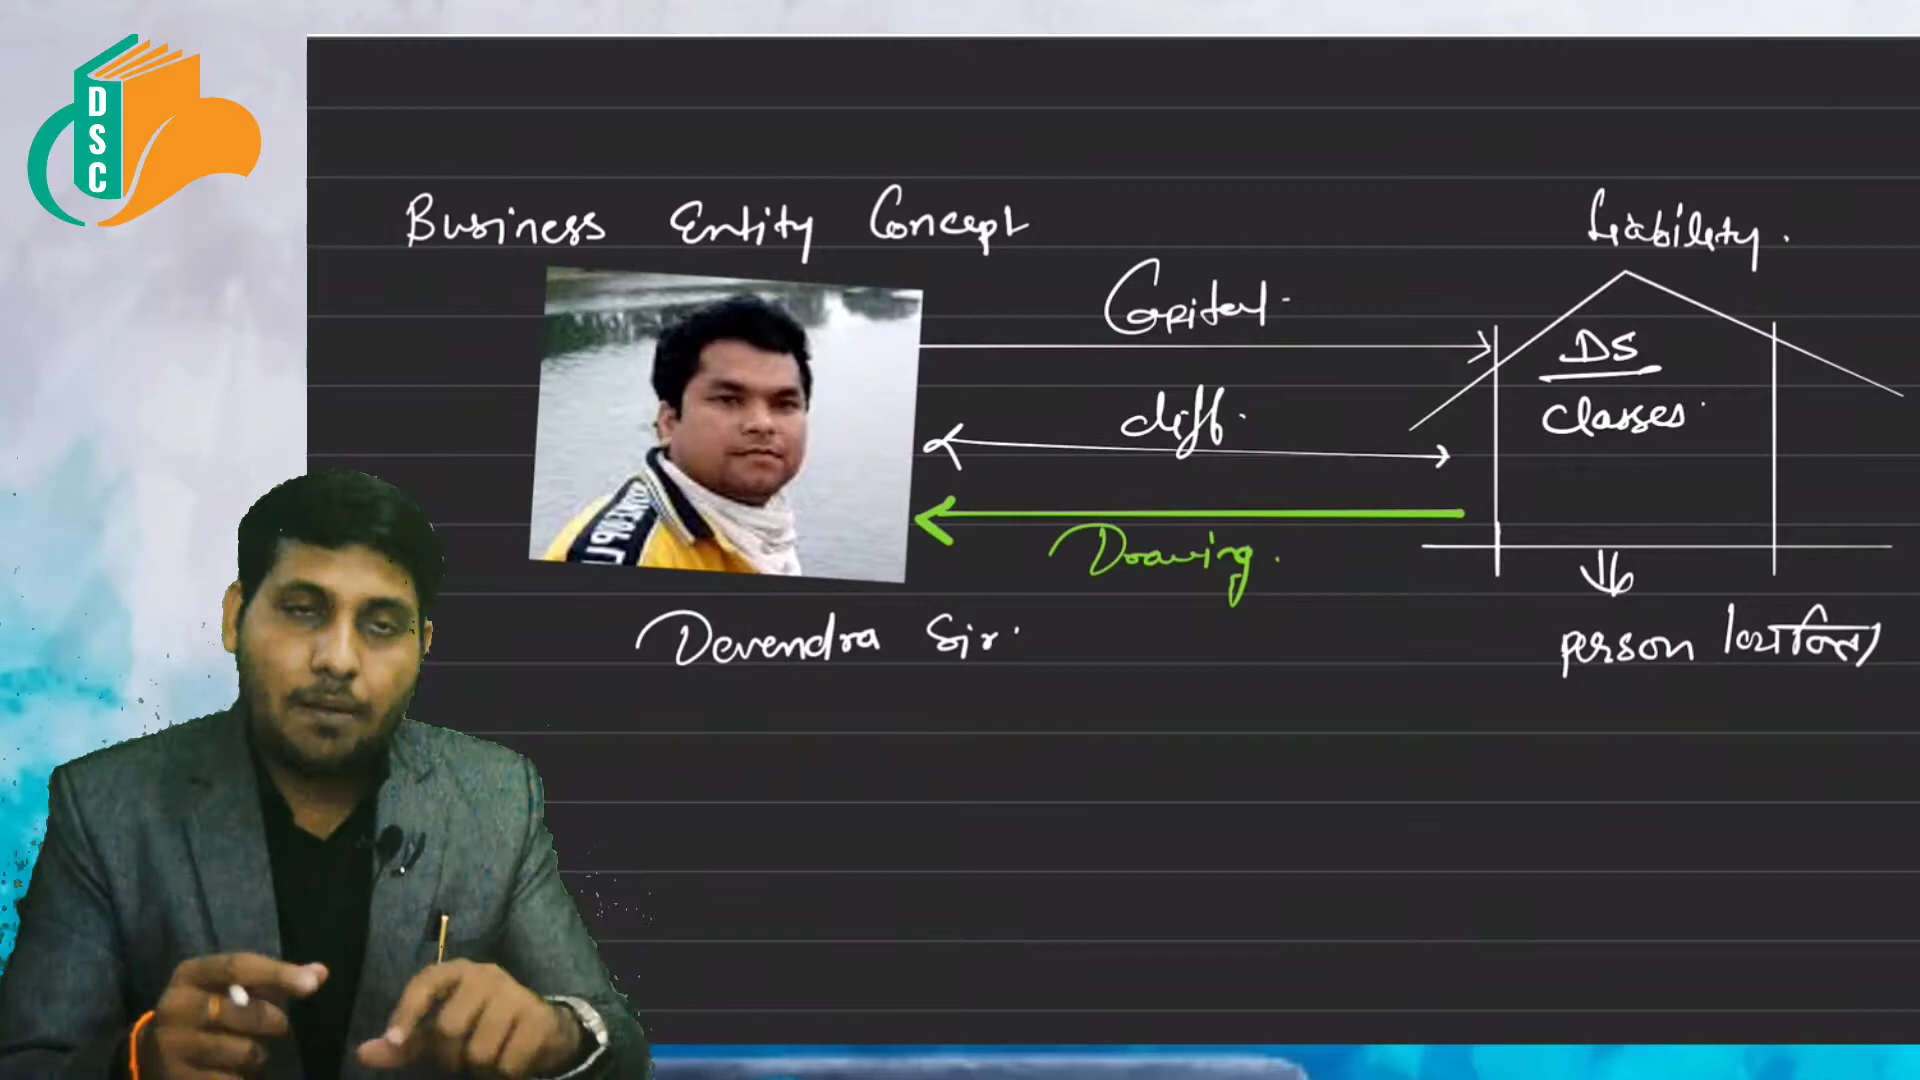 DSC
Business Entity Concept
Liability.
Capital.
DS
classes.
diff.
Drawing.
Devendra Sir.
person